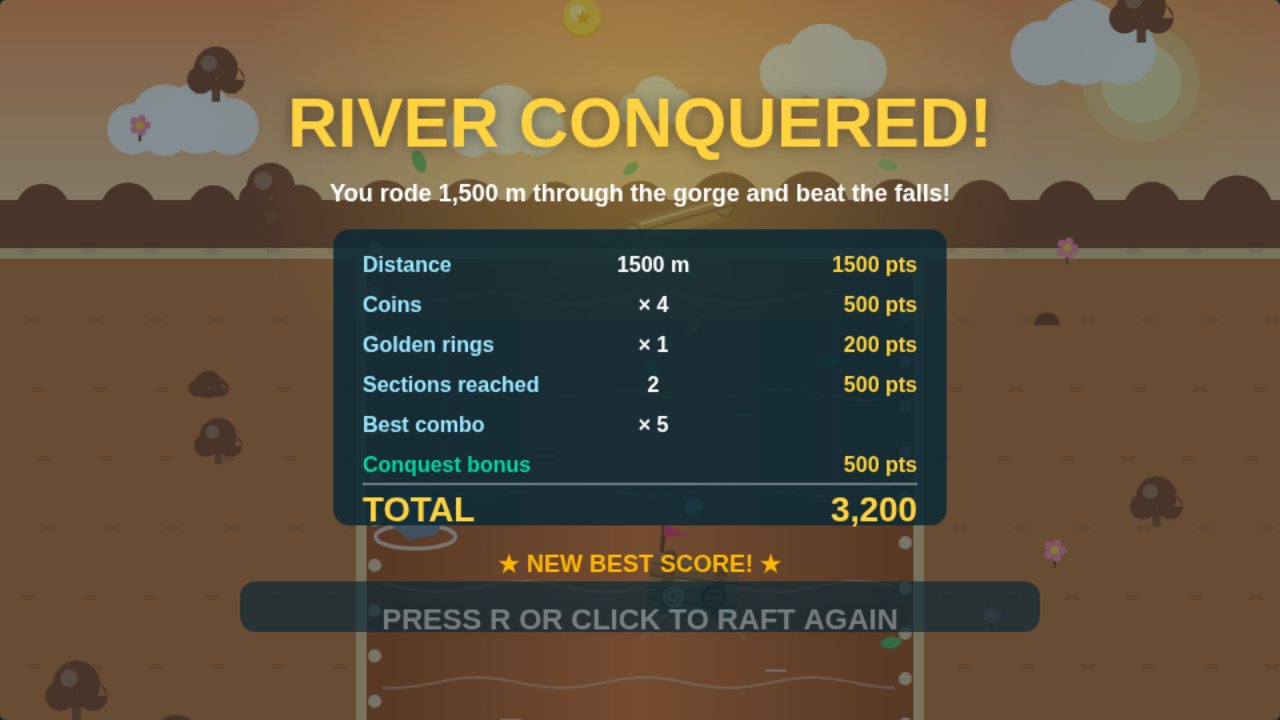 RIVER CONQUERED!
You rode 1,500 m through the gorge and beat the falls!
Distance 1500 m 1500 pts
Coins × 4 500 pts
Golden rings × 1 200 pts
Sections reached 2 500 pts
Best combo × 5
Conquest bonus 500 pts
TOTAL 3,200
★ NEW BEST SCORE! ★
PRESS R OR CLICK TO RAFT AGAIN